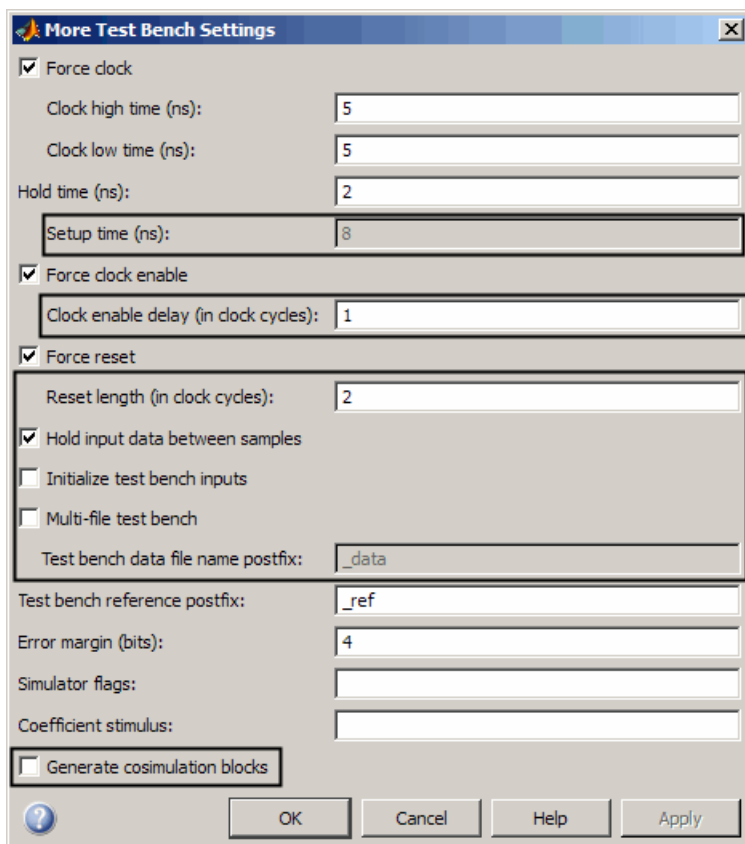 More Test Bench Settings
Force clock
Clock high time (ns): 5
Clock low time (ns): 5
Hold time (ns): 2
Setup time (ns): 8
Force clock enable
Clock enable delay (in clock cycles): 1
Force reset
Reset length (in clock cycles): 2
Hold input data between samples
Initialize test bench inputs
Multi-file test bench
Test bench data file name postfix: _data
Test bench reference postfix: _ref
Error margin (bits): 4
Simulator flags:
Coefficient stimulus:
Generate cosimulation blocks
? OK Cancel Help Apply